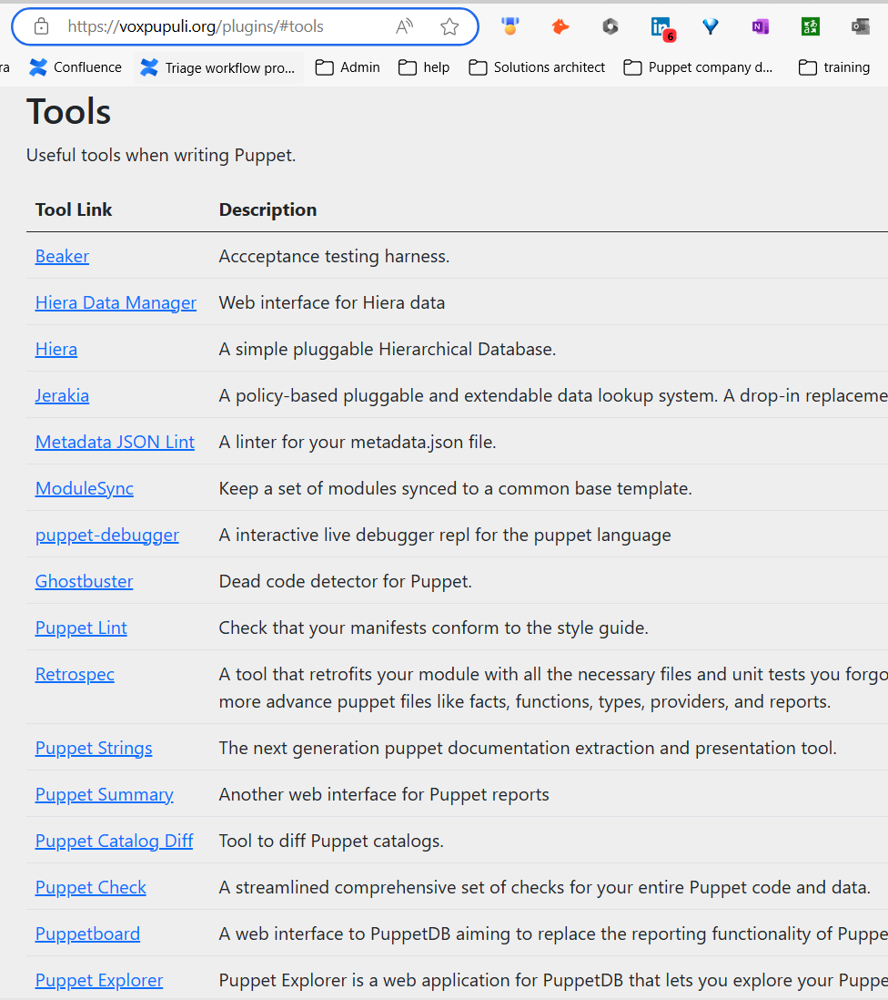 https://voxpupuli.org/plugins/#tools
6
ra Confluence Triage workflow pro... Admin help Solutions architect Puppet company d... training
Tools
Useful tools when writing Puppet.
Tool Link Description
Beaker Accceptance testing harness.
Hiera Data Manager Web interface for Hiera data
Hiera A simple pluggable Hierarchical Database.
Jerakia A policy-based pluggable and extendable data lookup system. A drop-in replaceme
Metadata JSON Lint A linter for your metadata.json file.
ModuleSync Keep a set of modules synced to a common base template.
puppet-debugger A interactive live debugger repl for the puppet language
Ghostbuster Dead code detector for Puppet.
Puppet Lint Check that your manifests conform to the style guide.
Retrospec A tool that retrofits your module with all the necessary files and unit tests you forgo
more advance puppet files like facts, functions, types, providers, and reports.
Puppet Strings The next generation puppet documentation extraction and presentation tool.
Puppet Summary Another web interface for Puppet reports
Puppet Catalog Diff Tool to diff Puppet catalogs.
Puppet Check A streamlined comprehensive set of checks for your entire Puppet code and data.
Puppetboard A web interface to PuppetDB aiming to replace the reporting functionality of Puppe
Puppet Explorer Puppet Explorer is a web application for PuppetDB that lets you explore your Puppe